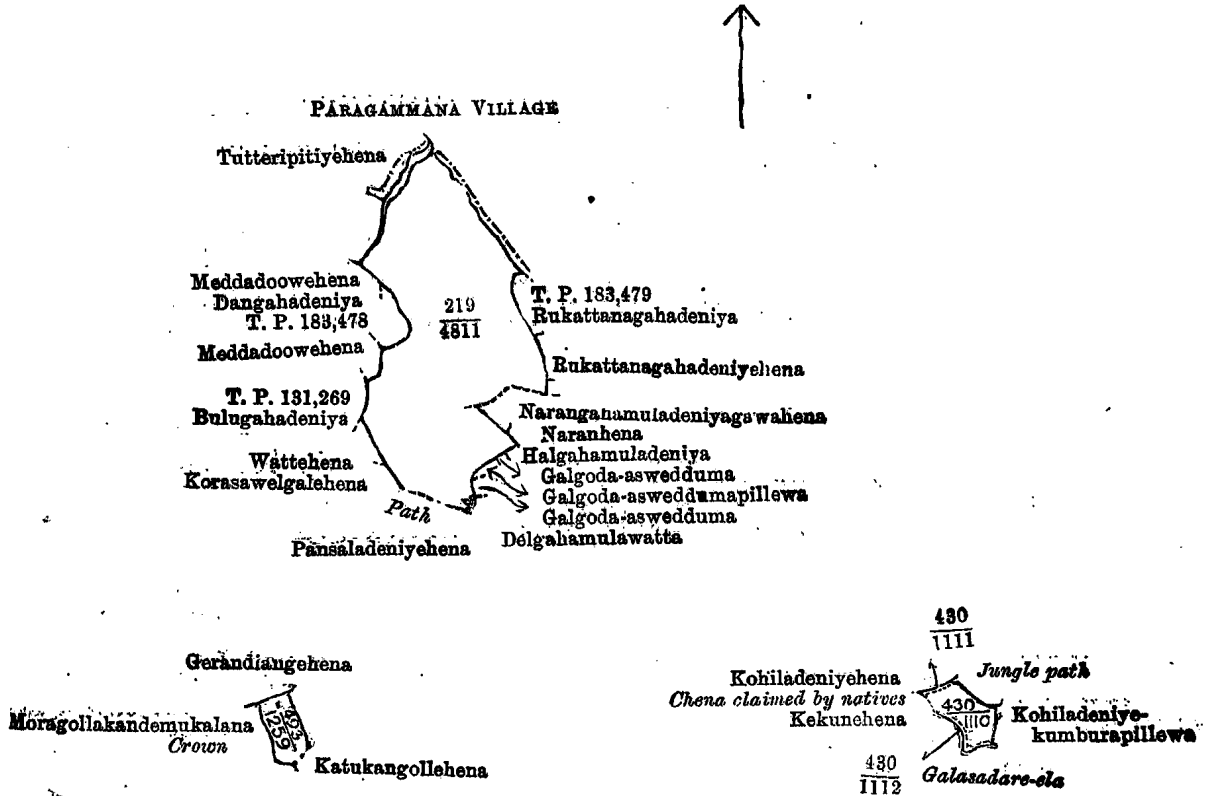 PARAGAMMANA VILLAGE
Tutteripitiyehena
Meddadoowehena
Dangahadeniya
T. P. 183,478
Meddadoowehena
T. P. 131,269
Bulugahadeniya
Wattehena
Korasawelgalehena
Path
Pansaladeniyehena
219
4811
T. P. 183,479
Rukattanagahadeniya
Rukattanagahadeniyehena
Narangahamuladeniyagawahena
Naranhena
Halgahamuladeniya
Galgoda-aswedduma
Galgoda-asweddumapillewa
Galgoda-aswedduma
Delgahamulawatta
Gerandiangehena
Moragollakandemukalana
Crown
493
1259
Katukangollehena
430
1111
Jungle path
Kohiladeniyehena
Chena claimed by natives
Kekunehena
430
1110
Kohiladeniye-
kumburapillewa
430
1112
Galasadare-ela